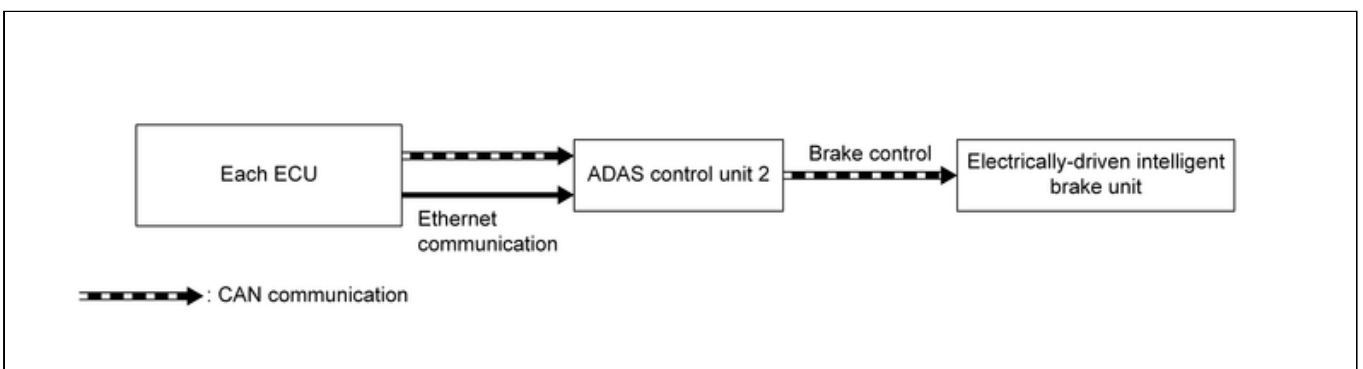 Each ECU
ADAS control unit 2
Brake control
Electrically-driven intelligent
brake unit
Ethernet
communication
: CAN communication